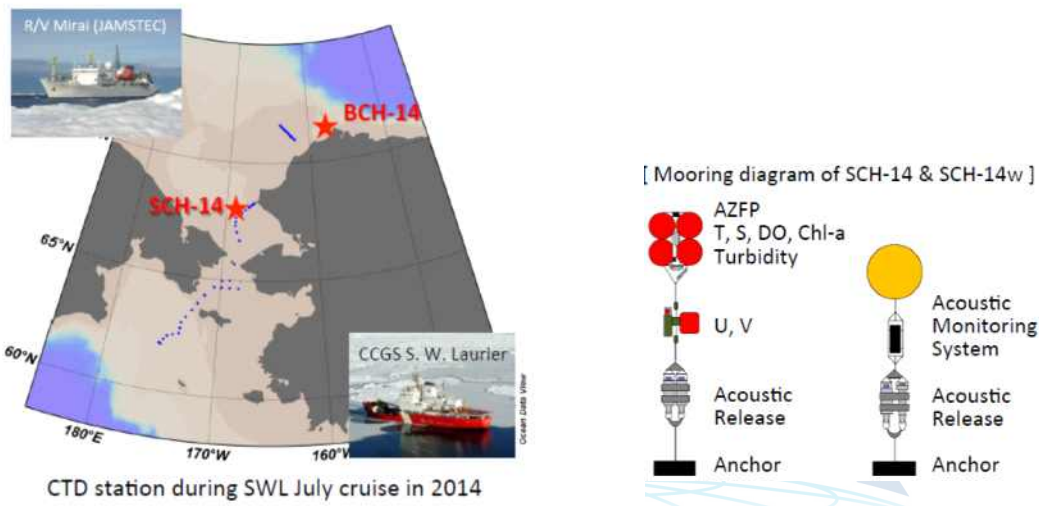 R/V Mirai (JAMSTEC)
BCH-14
SCH-14
65°N
60°N
180°E
170°W
160°W
CCGS S. W. Laurier
Ocean Data View
CTD station during SWL July cruise in 2014
[ Mooring diagram of SCH-14 & SCH-14w ]
AZFP
T, S, DO, Chl-a
Turbidity
U, V
Acoustic
Release
Anchor
Acoustic
Monitoring
System
Acoustic
Release
Anchor